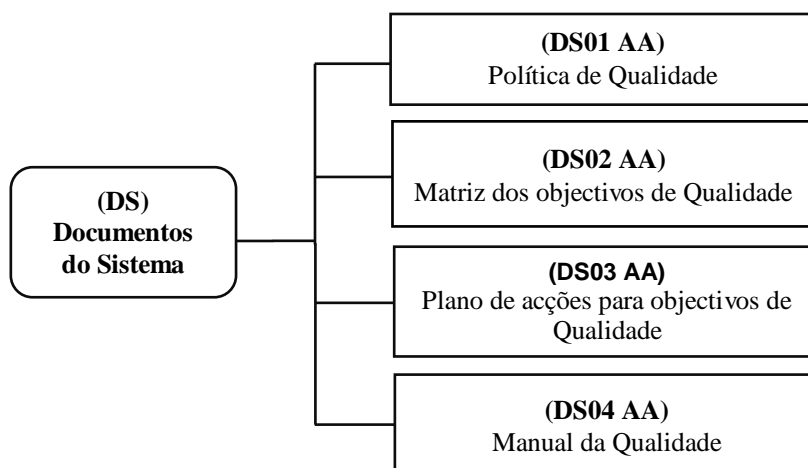 (DS)
Documentos
do Sistema
(DS01 AA)
Política de Qualidade
(DS02 AA)
Matriz dos objectivos de Qualidade
(DS03 AA)
Plano de acções para objectivos de
Qualidade
(DS04 AA)
Manual da Qualidade